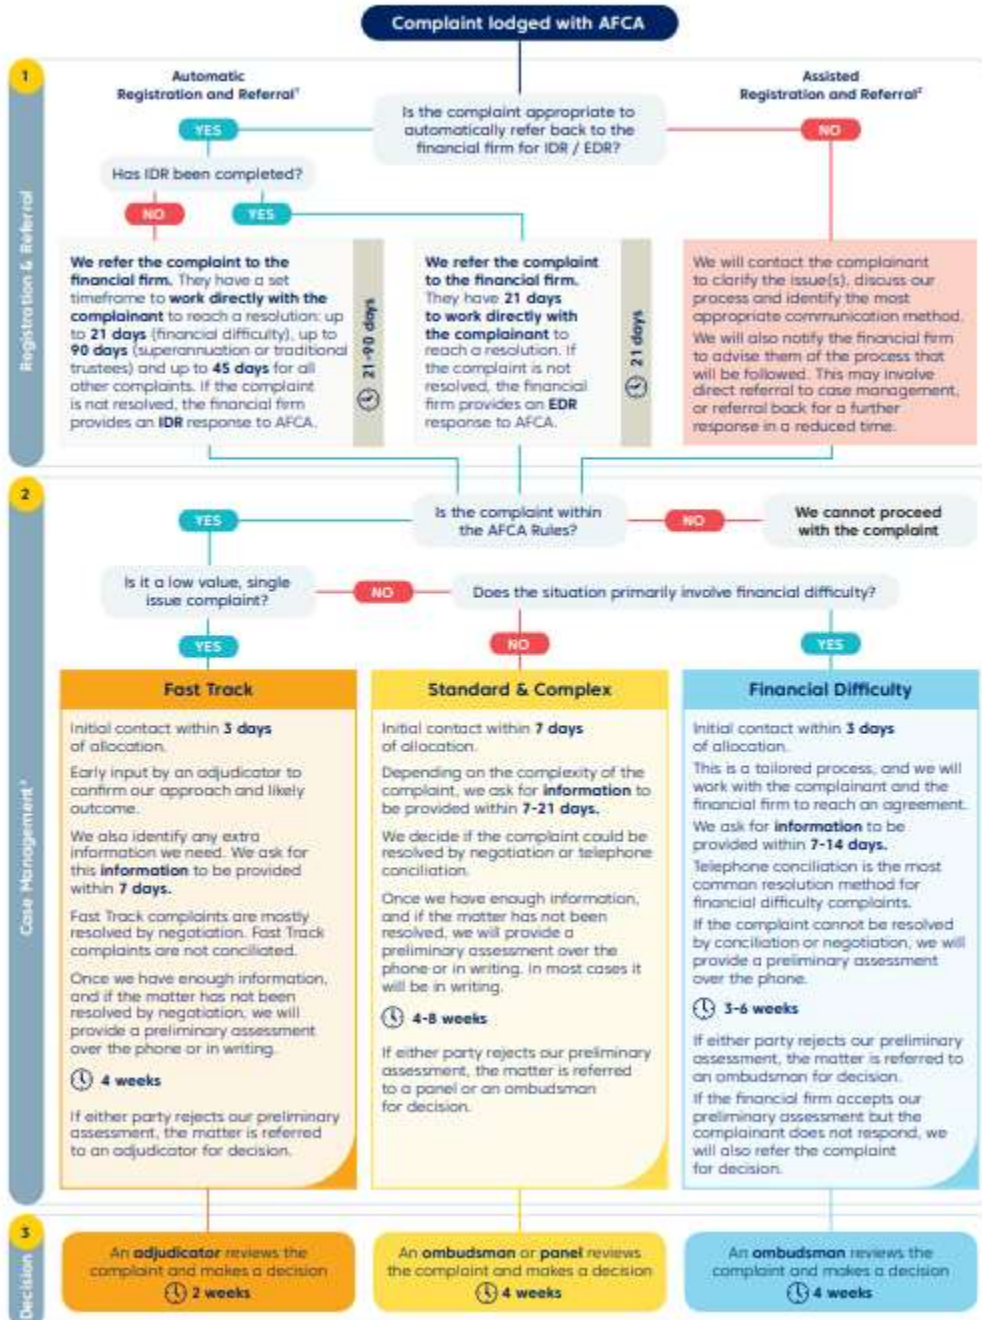 Complaint lodged with AFCA
1
Registration & Referral
Automatic
Registration and Referral¹
Is the complaint appropriate to
automatically refer back to the
financial firm for IDR / EDR?
Assisted
Registration and Referral²
YES
NO
Has IDR been completed?
NO
YES
We refer the complaint to the
financial firm. They have a set
timeframe to work directly with the
complainant to reach a resolution: up
to 21 days (financial difficulty), up to
90 days (superannuation or traditional
trustees) and up to 45 days for all
other complaints. If the complaint
is not resolved, the financial firm
provides an IDR response to AFCA.
21-90 days
We refer the complaint
to the financial firm.
They have 21 days
to work directly with
the complainant to
reach a resolution. If
the complaint is not
resolved, the financial
firm provides an EDR
response to AFCA.
21 days
We will contact the complainant
to clarify the issue(s), discuss our
process and identify the most
appropriate communication method.
We will also notify the financial firm
to advise them of the process that
will be followed. This may involve
direct referral to case management,
or referral back for a further
response in a reduced time.
2
Case Management³
YES
Is the complaint within
the AFCA Rules?
NO
We cannot proceed
with the complaint
Is it a low value, single
issue complaint?
NO
Does the situation primarily involve financial difficulty?
YES
NO
YES
Fast Track
Initial contact within 3 days
of allocation.
Early input by an adjudicator to
confirm our approach and likely
outcome.
We also identify any extra
information we need. We ask for
this information to be provided
within 7 days.
Fast Track complaints are mostly
resolved by negotiation. Fast Track
complaints are not conciliated.
Once we have enough information,
and if the matter has not been
resolved by negotiation, we will
provide a preliminary assessment
over the phone or in writing.
4 weeks
If either party rejects our preliminary
assessment, the matter is referred
to an adjudicator for decision.
Standard & Complex
Initial contact within 7 days
of allocation.
Depending on the complexity of the
complaint, we ask for information to
be provided within 7-21 days.
We decide if the complaint could be
resolved by negotiation or telephone
conciliation.
Once we have enough information,
and if the matter has not been
resolved, we will provide a
preliminary assessment over the
phone or in writing. In most cases it
will be in writing.
4-8 weeks
If either party rejects our preliminary
assessment, the matter is referred
to a panel or an ombudsman
for decision.
Financial Difficulty
Initial contact within 3 days
of allocation.
This is a tailored process, and we will
work with the complainant and the
financial firm to reach an agreement.
We ask for information to be
provided within 7-14 days.
Telephone conciliation is the most
common resolution method for
financial difficulty complaints.
If the complaint cannot be resolved
by conciliation or negotiation, we will
provide a preliminary assessment
over the phone.
3-6 weeks
If either party rejects our preliminary
assessment, the matter is referred to
an ombudsman for decision.
If the financial firm accepts our
preliminary assessment but the
complainant does not respond, we
will also refer the complaint
for decision.
3
Decision
An adjudicator reviews the
complaint and makes a decision
2 weeks
An ombudsman or panel reviews
the complaint and makes a decision
4 weeks
An ombudsman reviews the
complaint and makes a decision
4 weeks